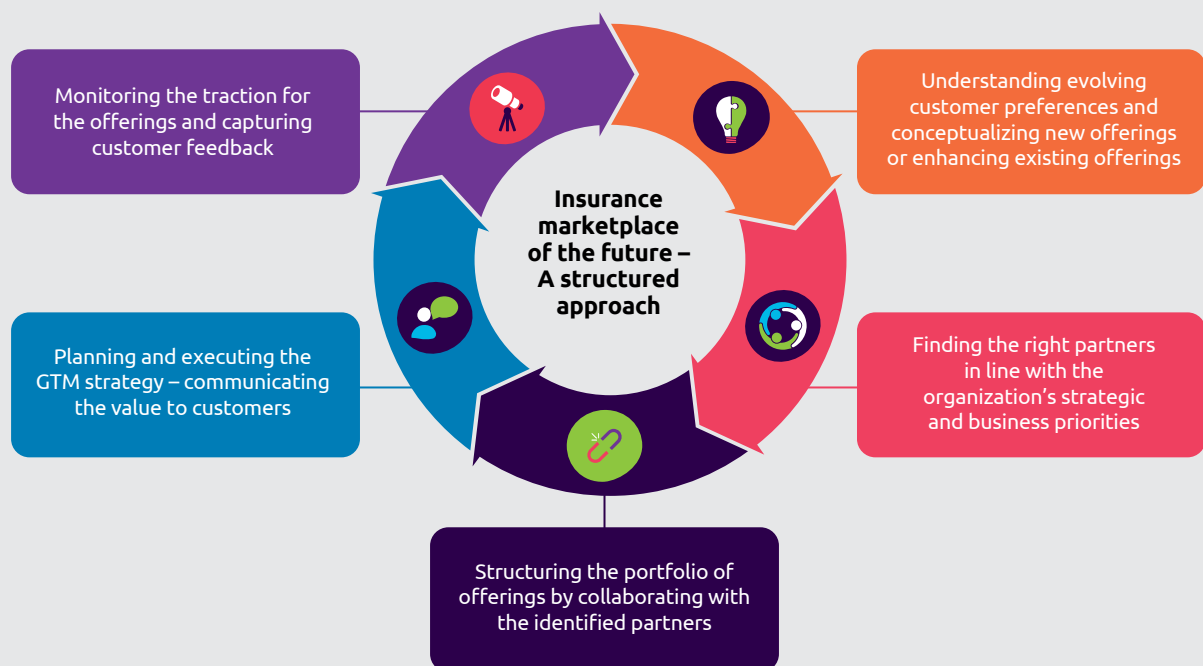 Insurance
marketplace
of the future –
A structured
approach
Understanding evolving
customer preferences and
conceptualizing new offerings
or enhancing existing offerings
Finding the right partners
in line with the
organization’s strategic
and business priorities
Structuring the portfolio of
offerings by collaborating with
the identified partners
Planning and executing the
GTM strategy – communicating
the value to customers
Monitoring the traction for
the offerings and capturing
customer feedback